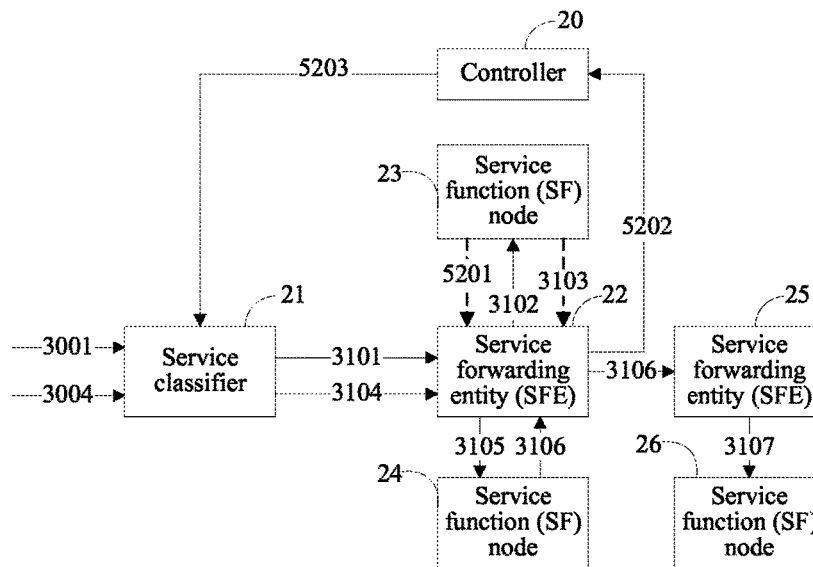 20
5203
Controller
23
Service
function (SF)
node
5202
5201
3102
3103
21
22
25
3001
3004
Service
classifier
3101
3104
Service
forwarding
entity (SFE)
3106
Service
forwarding
entity (SFE)
3105
3106
3107
24
26
Service
function (SF)
node
Service
function (SF)
node